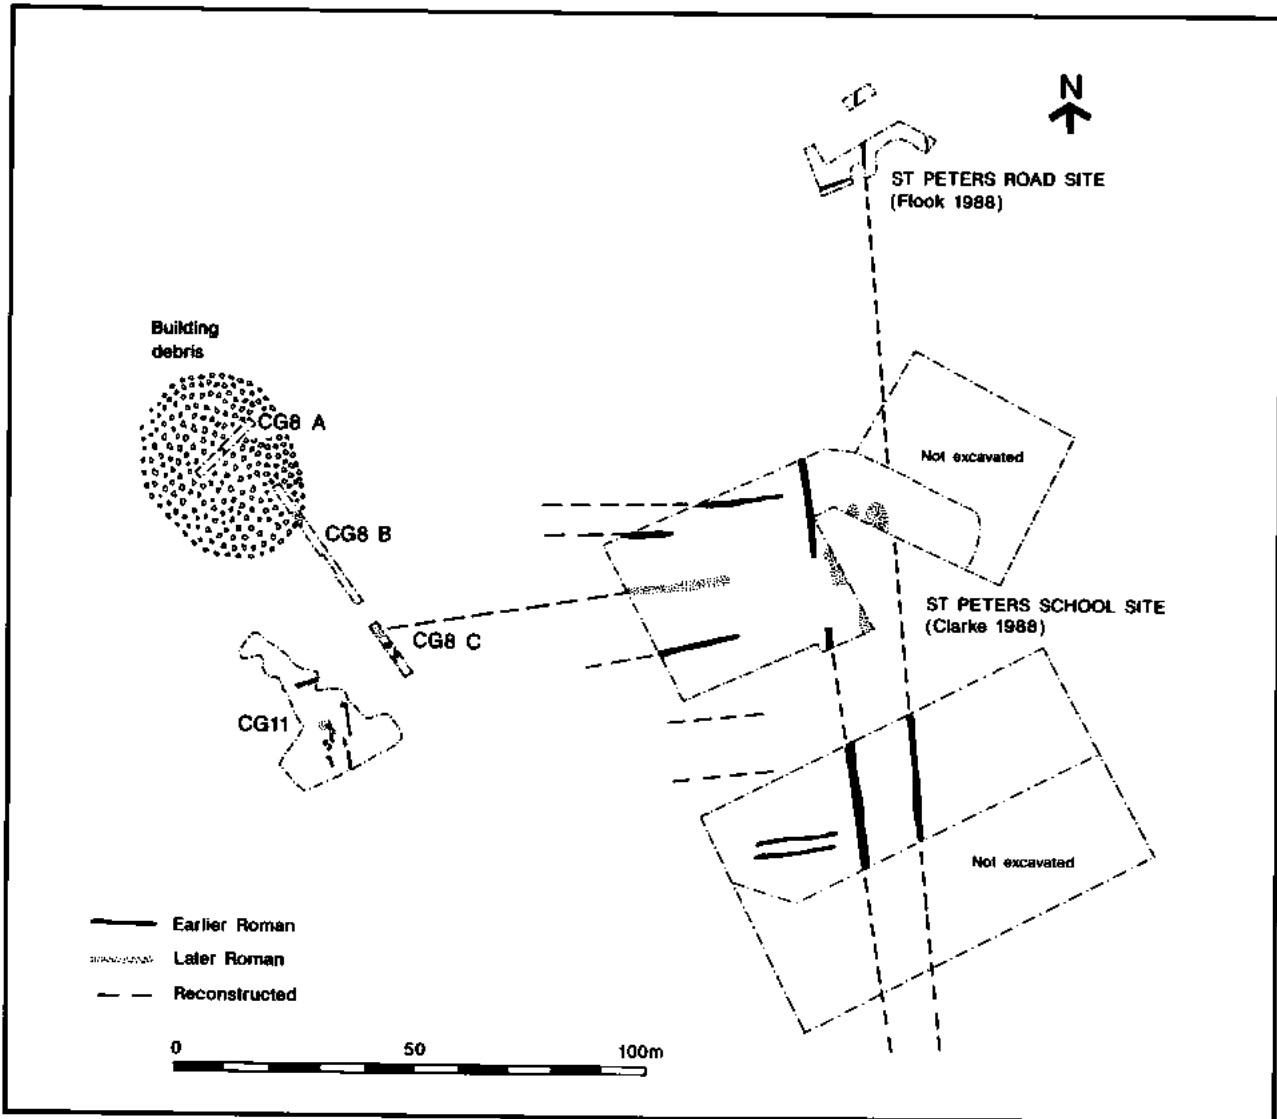 N
ST PETERS ROAD SITE
(Flook 1988)
Building
debris
CG8 A
Not excavated
CG8 B
ST PETERS SCHOOL SITE
(Clarke 1988)
CG8 C
CG11
Not excavated
Earlier Roman
Later Roman
Reconstructed
0 50 100m